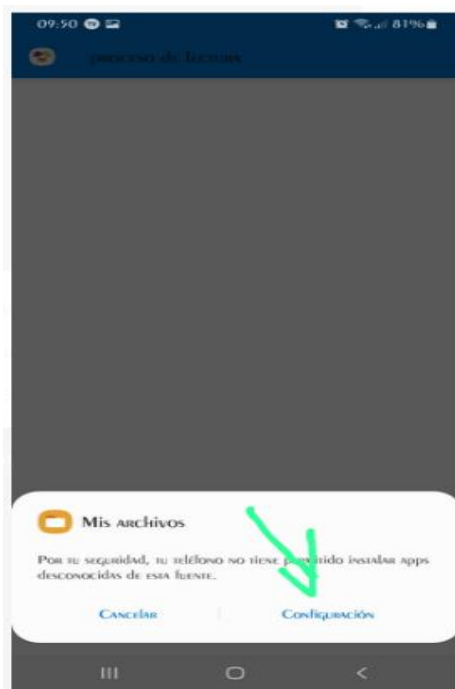 09:50
81%
proceso de lectura
Mis archivos
Por tu seguridad, tu teléfono no tiene permitido instalar apps
desconocidas de esta fuente.
Cancelar
Configuración